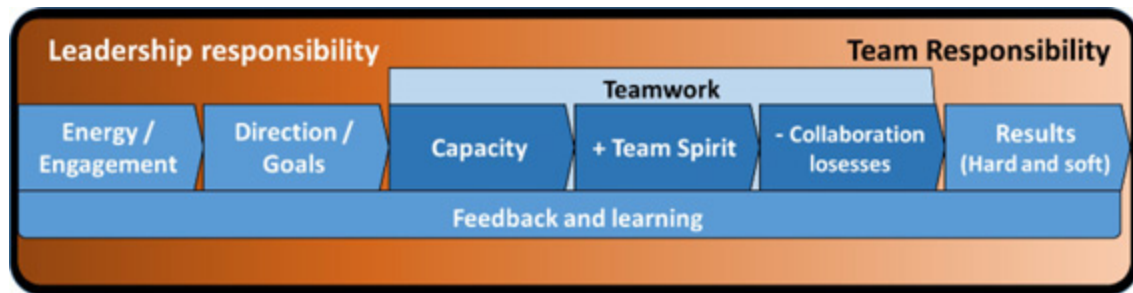 Leadership responsibility
Team Responsibility
Teamwork
Energy /
Engagement
Direction /
Goals
Capacity
+ Team Spirit
- Collaboration
losesses
Results
(Hard and soft)
Feedback and learning